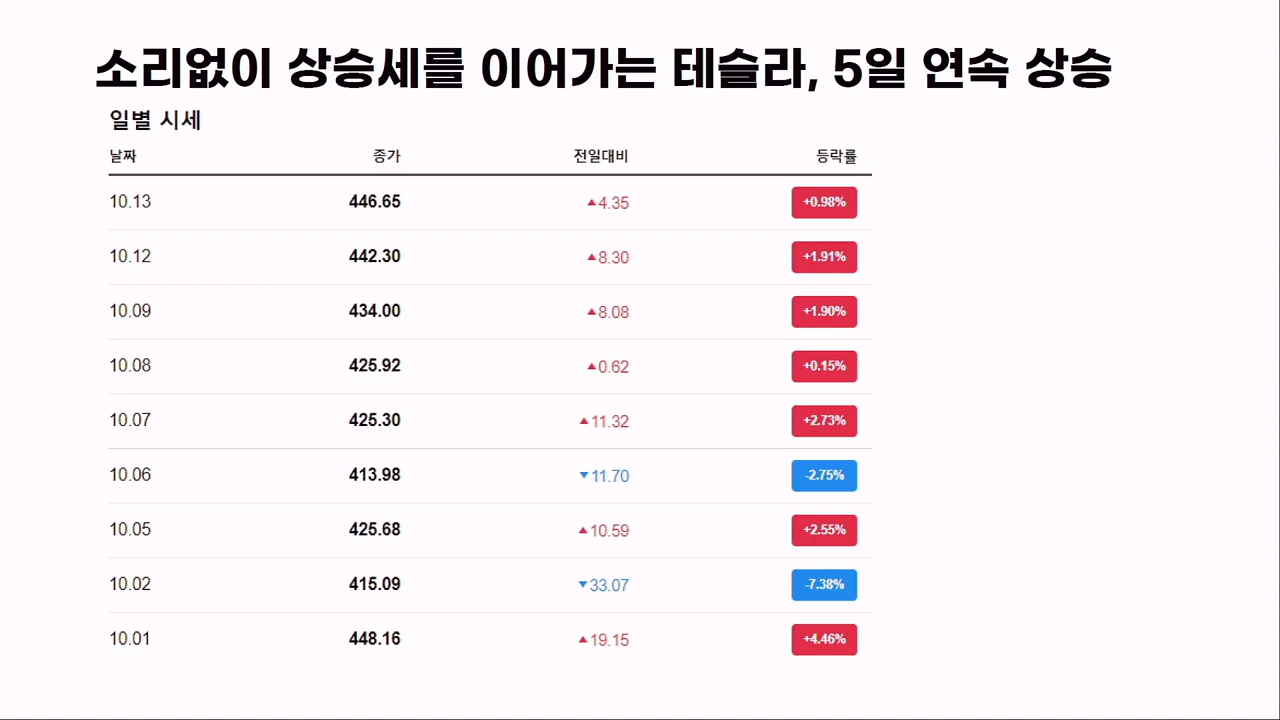 소리없이 상승세를 이어가는 테슬라, 5일 연속 상승
일별 시세
날짜 종가 전일대비 등락률
10.13 446.65 ▲4.35 +0.98%
10.12 442.30 ▲8.30 +1.91%
10.09 434.00 ▲8.08 +1.90%
10.08 425.92 ▲0.62 +0.15%
10.07 425.30 ▲11.32 +2.73%
10.06 413.98 ▼11.70 -2.75%
10.05 425.68 ▲10.59 +2.55%
10.02 415.09 ▼33.07 -7.38%
10.01 448.16 ▲19.15 +4.46%